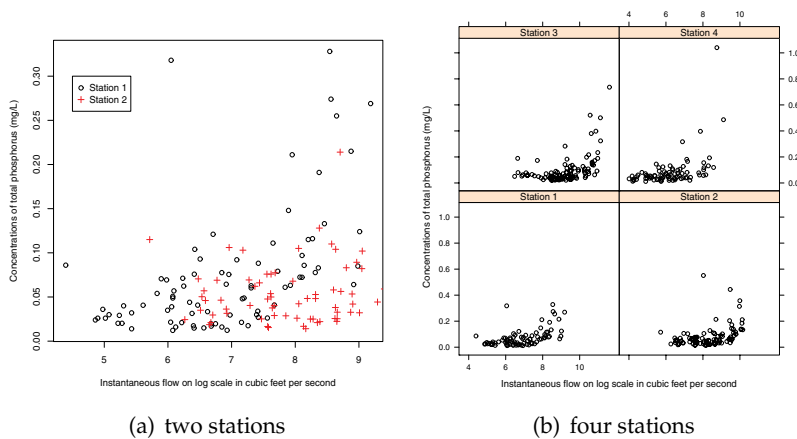 Concentrations of total phosphorus (mg/L)
0.00 0.05 0.10 0.15 0.20 0.25 0.30
Station 1
Station 2
5 6 7 8 9
Instantaneous flow on log scale in cubic feet per second
(a) two stations
4 6 8 10
Station 3 Station 4
0.0 0.2 0.4 0.6 0.8 1.0
Station 1 Station 2
Concentrations of total phosphorus (mg/L)
0.0 0.2 0.4 0.6 0.8 1.0
4 6 8 10
Instantaneous flow on log scale in cubic feet per second
(b) four stations